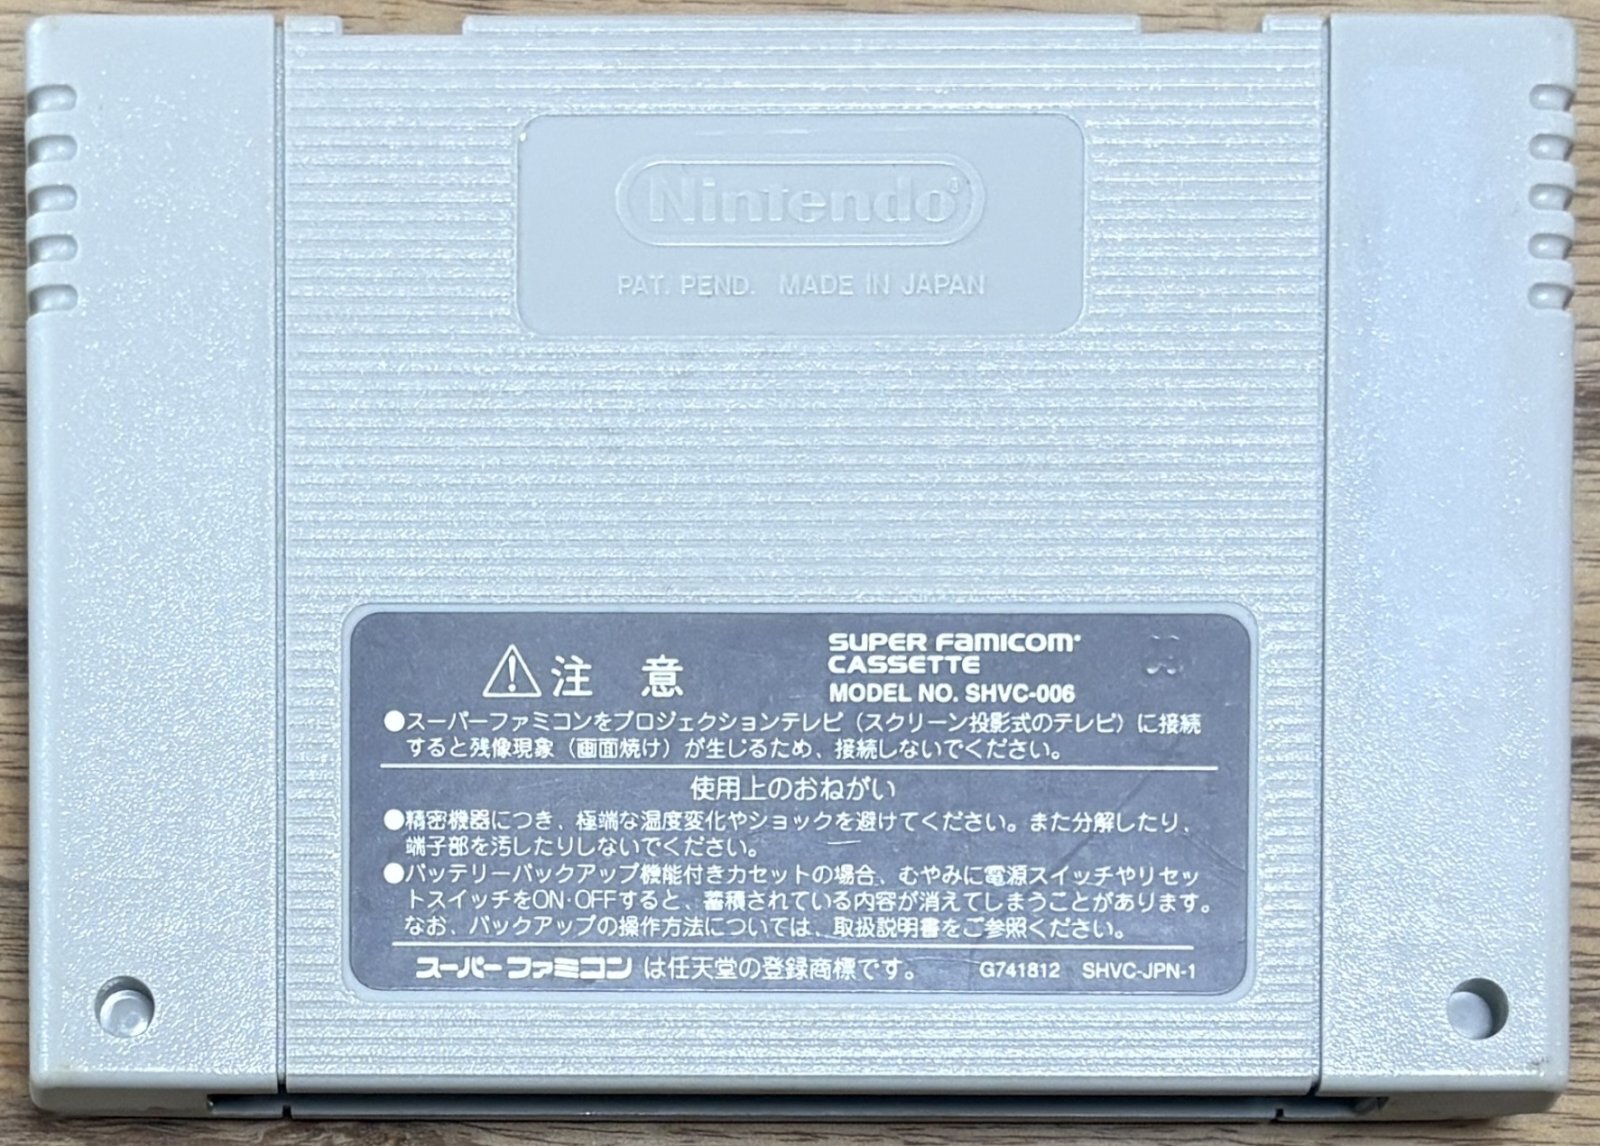 Nintendo®
PAT. PEND. MADE IN JAPAN
注 意
SUPER FAMICOM
CASSETTE
MODEL NO. SHVC-006
●スーパーファミコンをプロジェクションテレビ（スクリーン投影式のテレビ）に接続
すると残像現象（画面焼け）が生じるため、接続しないでください。
使用上のおねがい
●精密機器につき、極端な温度変化やショックを避けてください。また分解したり、
端子部を汚したりしないでください。
●バッテリーバックアップ機能付きカセットの場合、むやみに電源スイッチやリセッ
トスイッチをON・OFFすると、蓄積されている内容が消えてしまうことがあります。
なお、バックアップの操作方法については、取扱説明書をご参照ください。
スーパーファミコン は任天堂の登録商標です。 G741812 SHVC-JPN-1